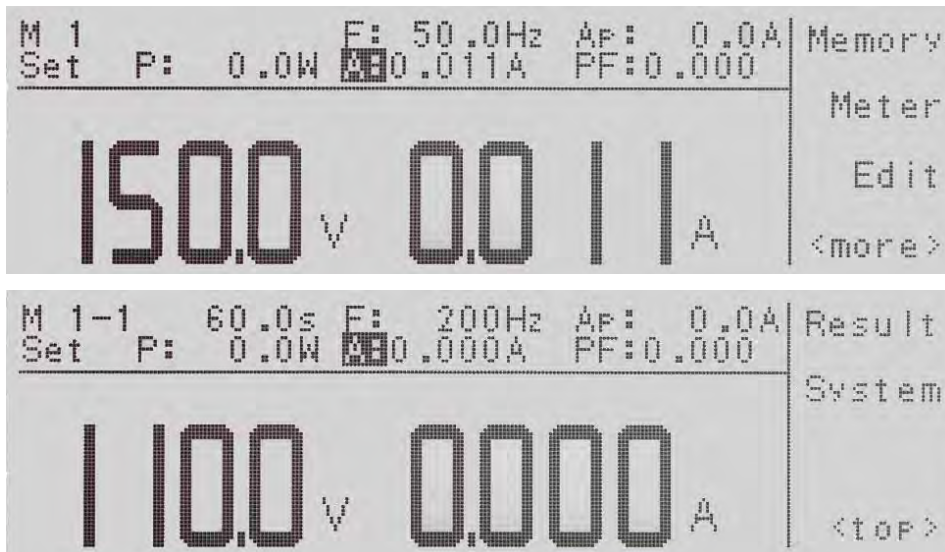 M 1 F: 50.0Hz Ap: 0.0A
Set P: 0.0W A:0.011A PF:0.000
150.0 V 0.011 A
Memory
Meter
Edit
<more>
M 1-1 60.0s F: 200Hz Ap: 0.0A
Set P: 0.0W A:0.000A PF:0.000
110.0 V 0.000 A
Result
System
<top>